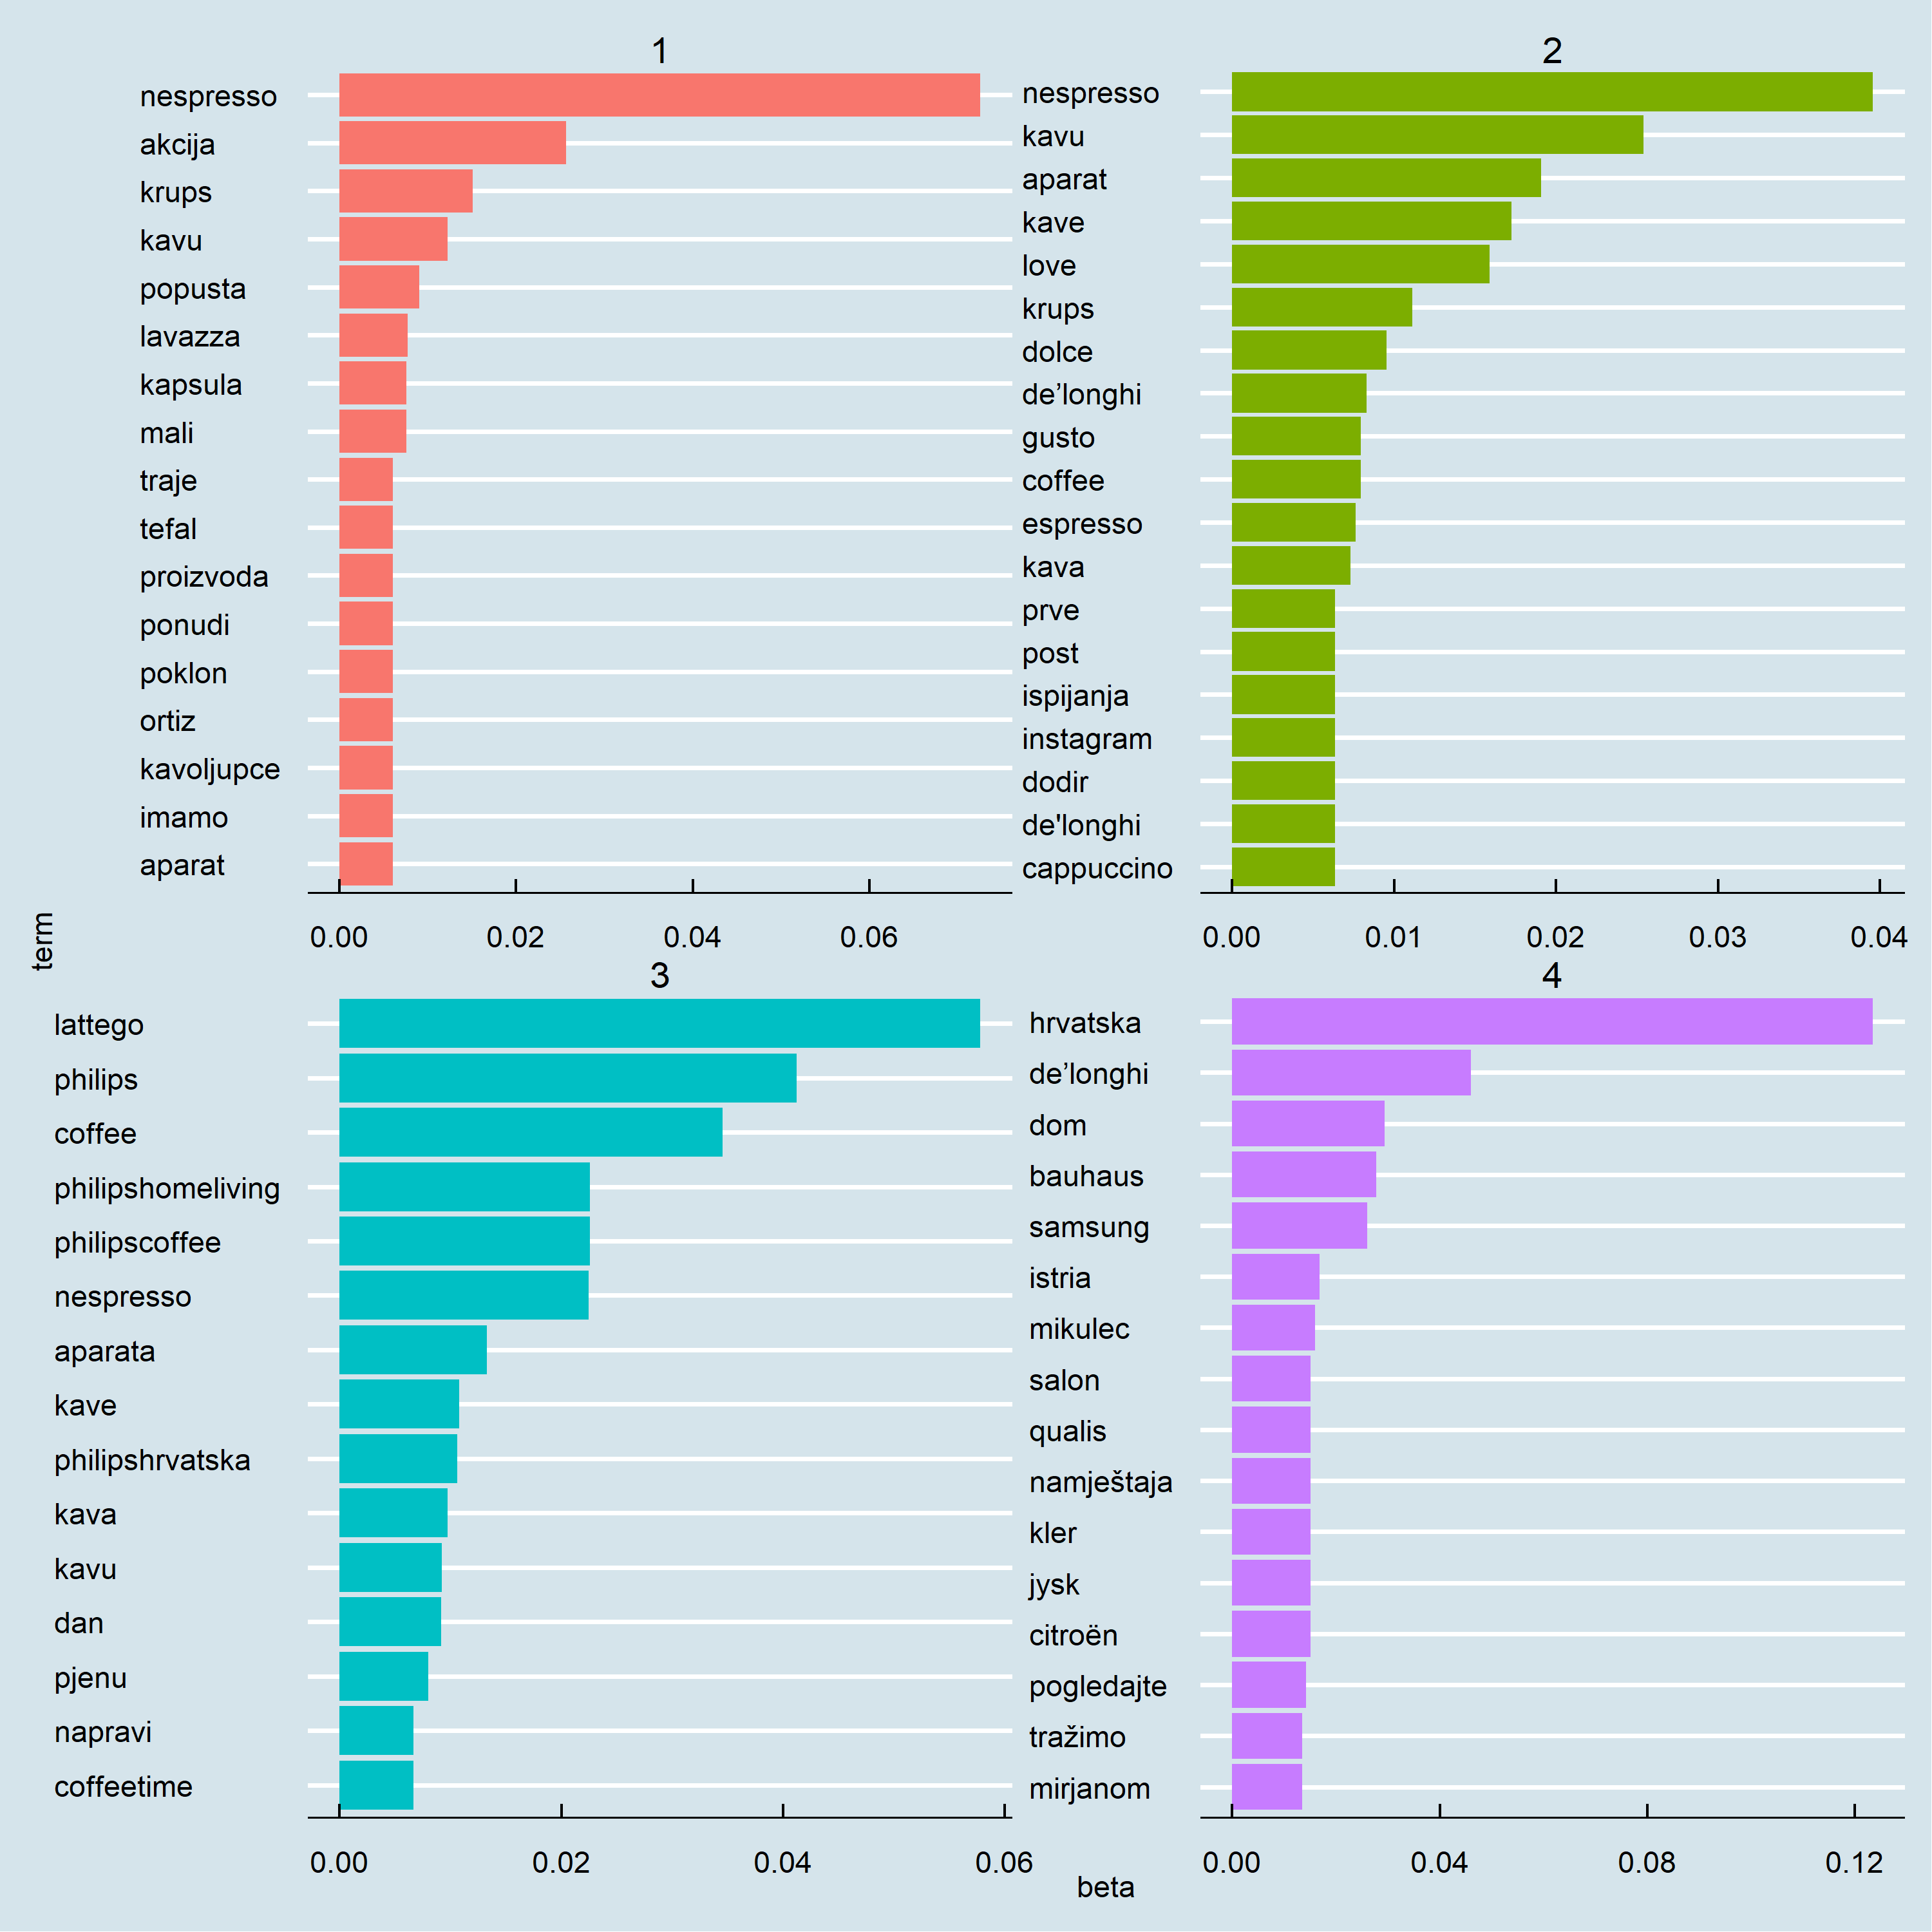 1
nespresso
akcija
krups
kavu
popusta
lavazza
kapsula
mali
traje
tefal
proizvoda
ponudi
poklon
ortiz
kavoljupce
imamo
aparat
0.00 0.02 0.04 0.06
2
nespresso
kavu
aparat
kave
love
krups
dolce
de’longhi
gusto
coffee
espresso
kava
prve
post
ispijanja
instagram
dodir
de'longhi
cappuccino
0.00 0.01 0.02 0.03 0.04
term
3
lattego
philips
coffee
philipshomeliving
philipscoffee
nespresso
aparata
kave
philipshrvatska
kava
kavu
dan
pjenu
napravi
coffeetime
0.00 0.02 0.04 0.06
4
hrvatska
de’longhi
dom
bauhaus
samsung
istria
mikulec
salon
qualis
namještaja
kler
jysk
citroën
pogledajte
tražimo
mirjanom
0.00 0.04 0.08 0.12
beta